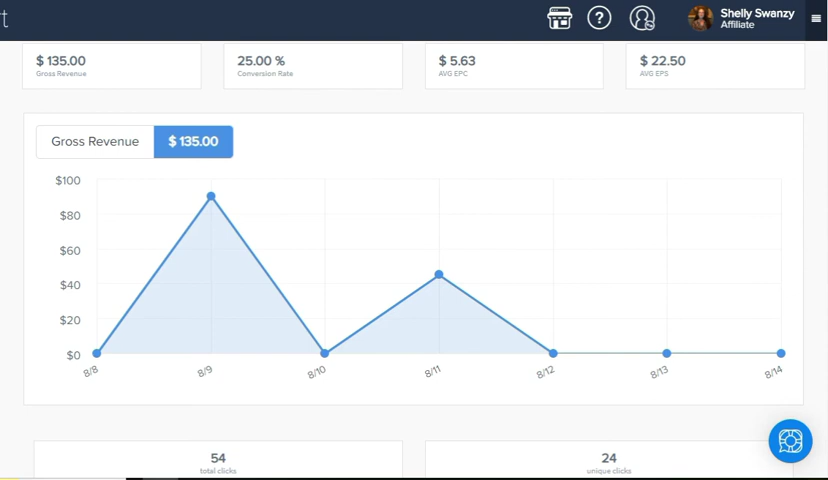 t
Shelly Swanzy
Affiliate
$ 135.00
Gross Revenue
25.00 %
Conversion Rate
$ 5.63
AVG EPC
$ 22.50
AVG EPS
Gross Revenue
$ 135.00
$100
$80
$60
$40
$20
$0
8/8
8/9
8/10
8/11
8/12
8/13
8/14
54
total clicks
24
unique clicks